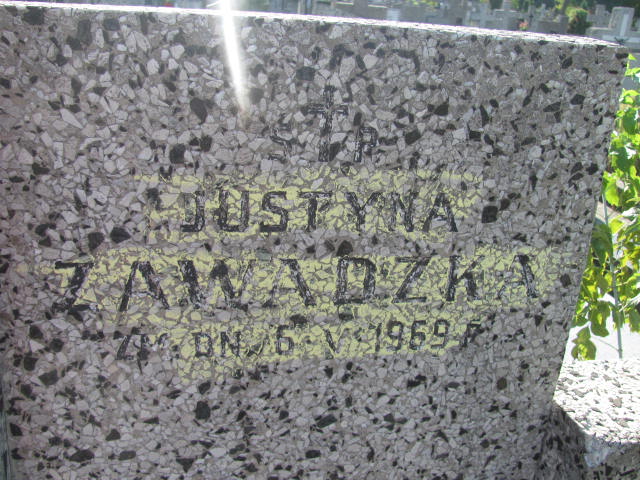 Ś P
JUSTYNA
ZAWADZKA
ZM. DN. 6 V 1969 R